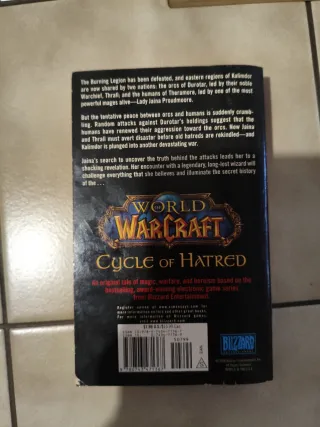 The Burning Legion has been defeated, and eastern regions of Kalimdor
are now shared by two nations: the orcs of Durotar, led by their noble
Warchief, Thrall; and the humans of Theramore, led by one of the most
powerful mages alive—Lady Jaina Proudmoore.
But the tentative peace between orcs and humans is suddenly crumb-
ling. Random attacks against Durotar's holdings suggest that the
humans have renewed their aggression toward the orcs. Now Jaina
and Thrall must avert disaster before old hatreds are rekindled—and
Kalimdor is plunged into another devastating war.
Jaina's search to uncover the truth behind the attacks leads her to a
shocking revelation. Her encounter with a legendary, long-lost wizard will
challenge everything that she believes and illuminate the secret history
of the . . .
WORLD
OF
WARCRAFT
CYCLE OF HATRED
An original tale of magic, warfare, and heroism based on the
bestselling, award-winning electronic game series
from Blizzard Entertainment.
BLIZZARD